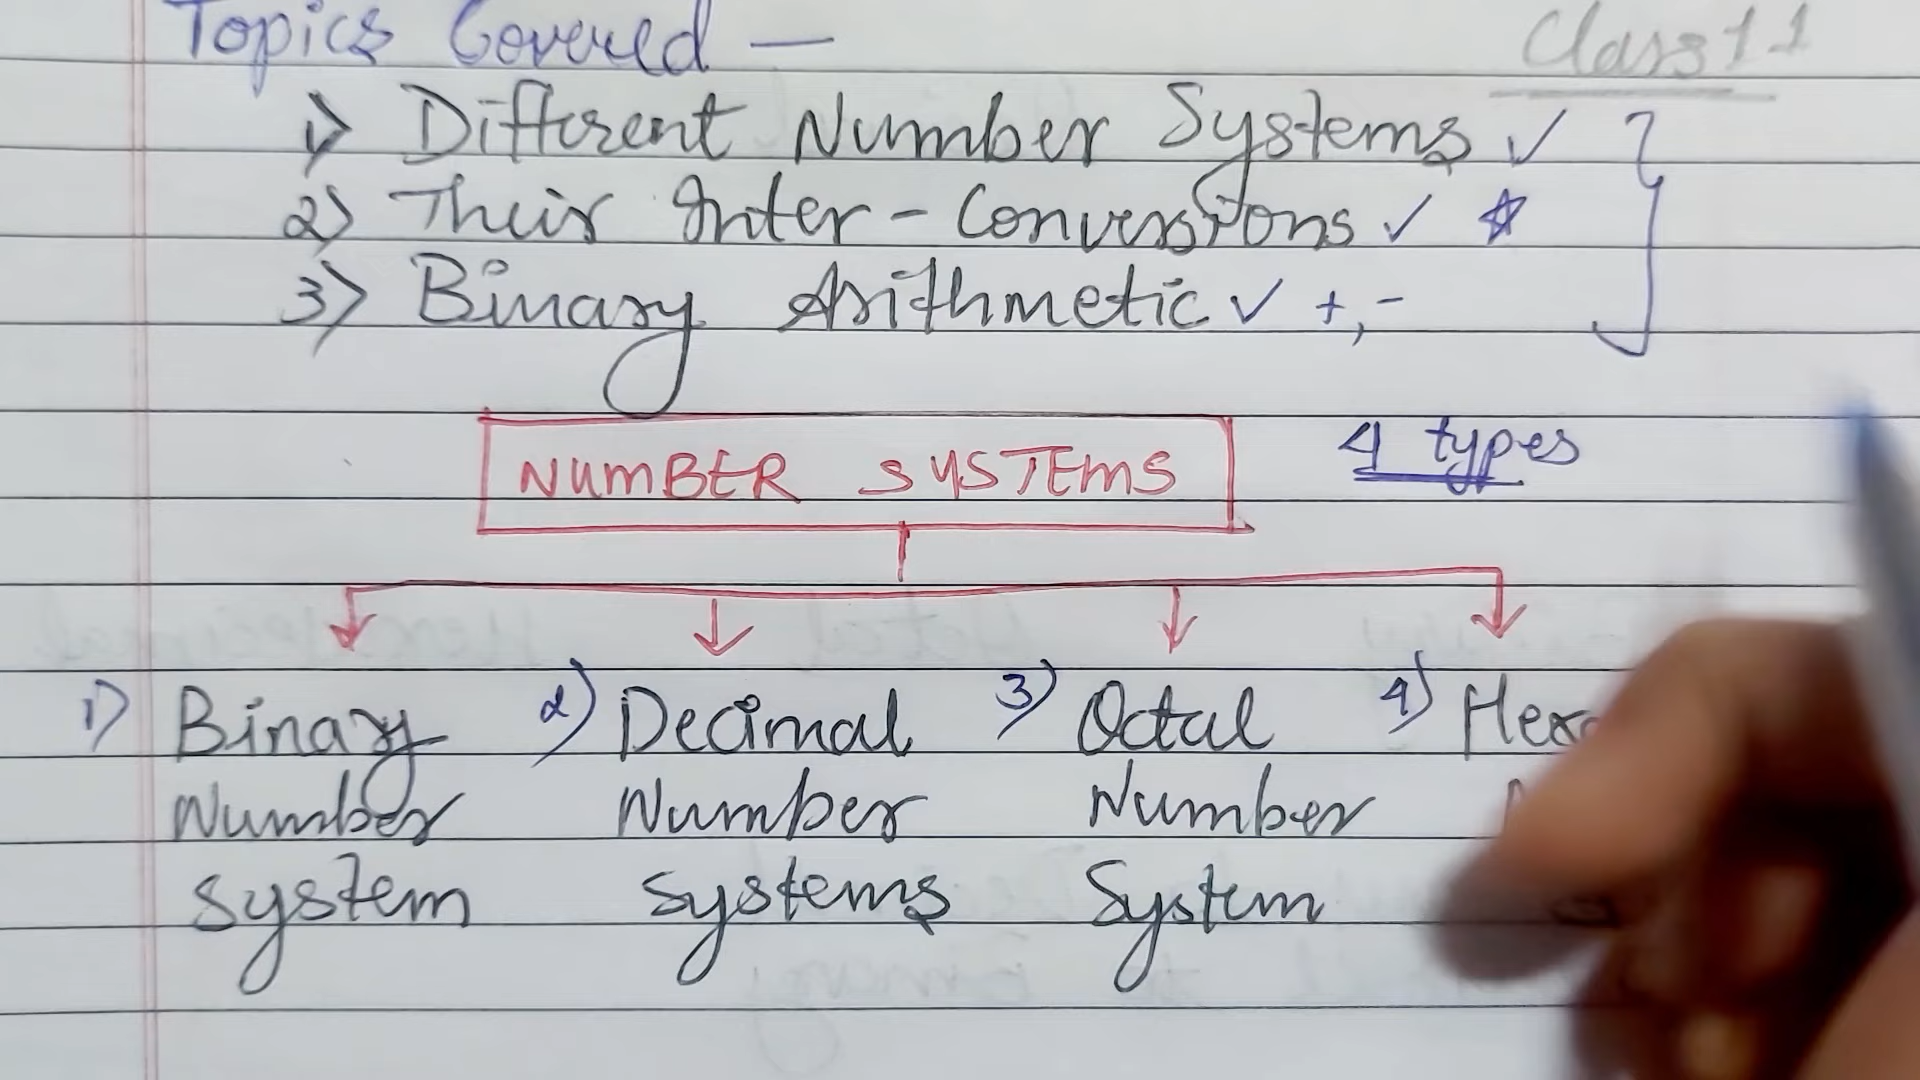 Topics Covered —
Class 11
1) Different Number Systems ✓
2) Their Inter-Conversions ✓ ☆
3) Binary Arithmetic ✓ +, -
NUMBER SYSTEMS
4 types
1) Binary Number System
2) Decimal Number Systems
3) Octal Number System
4) Hexa